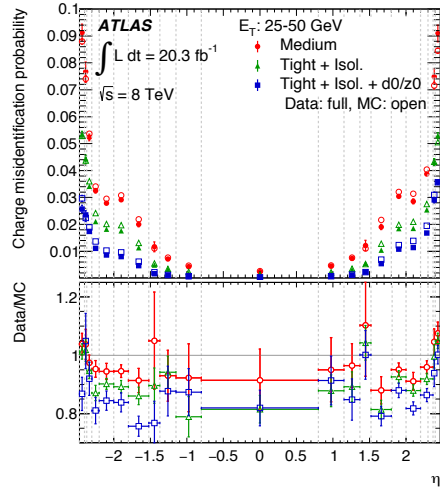 ATLAS
E_T: 25-50 GeV
∫ L dt = 20.3 fb⁻¹
√s = 8 TeV
Medium
Tight + Isol.
Tight + Isol. + d0/z0
Data: full, MC: open
Charge misidentification probability
0.1
0.09
0.08
0.07
0.06
0.05
0.04
0.03
0.02
0.01
Data/MC
1.2
1
0.8
−2 −1.5 −1 −0.5 0 0.5 1 1.5 2
η